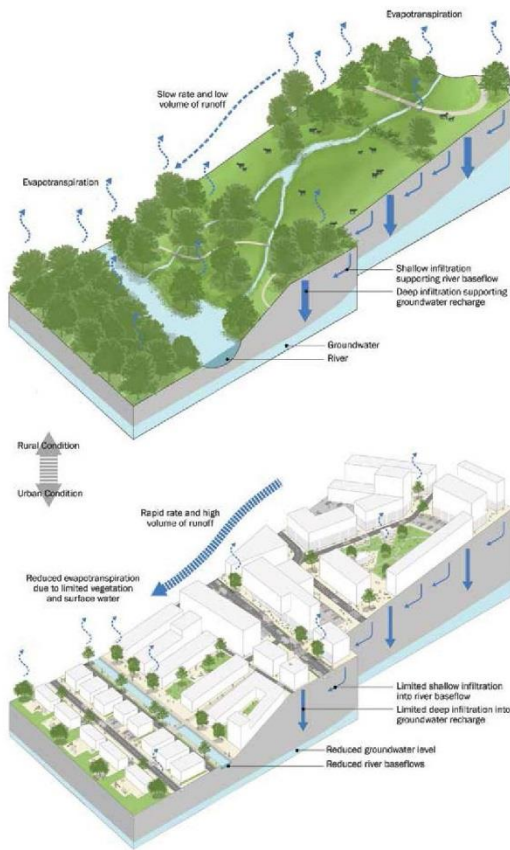 Evapotranspiration
Slow rate and low
volume of runoff
Evapotranspiration
Shallow infiltration
supporting river baseflow
Deep infiltration supporting
groundwater recharge
Groundwater
River
Rural Condition
Urban Condition
Rapid rate and high
volume of runoff
Reduced evapotranspiration
due to limited vegetation
and surface water
Limited shallow infiltration
into river baseflow
Limited deep infiltration into
groundwater recharge
Reduced groundwater level
Reduced river baseflows